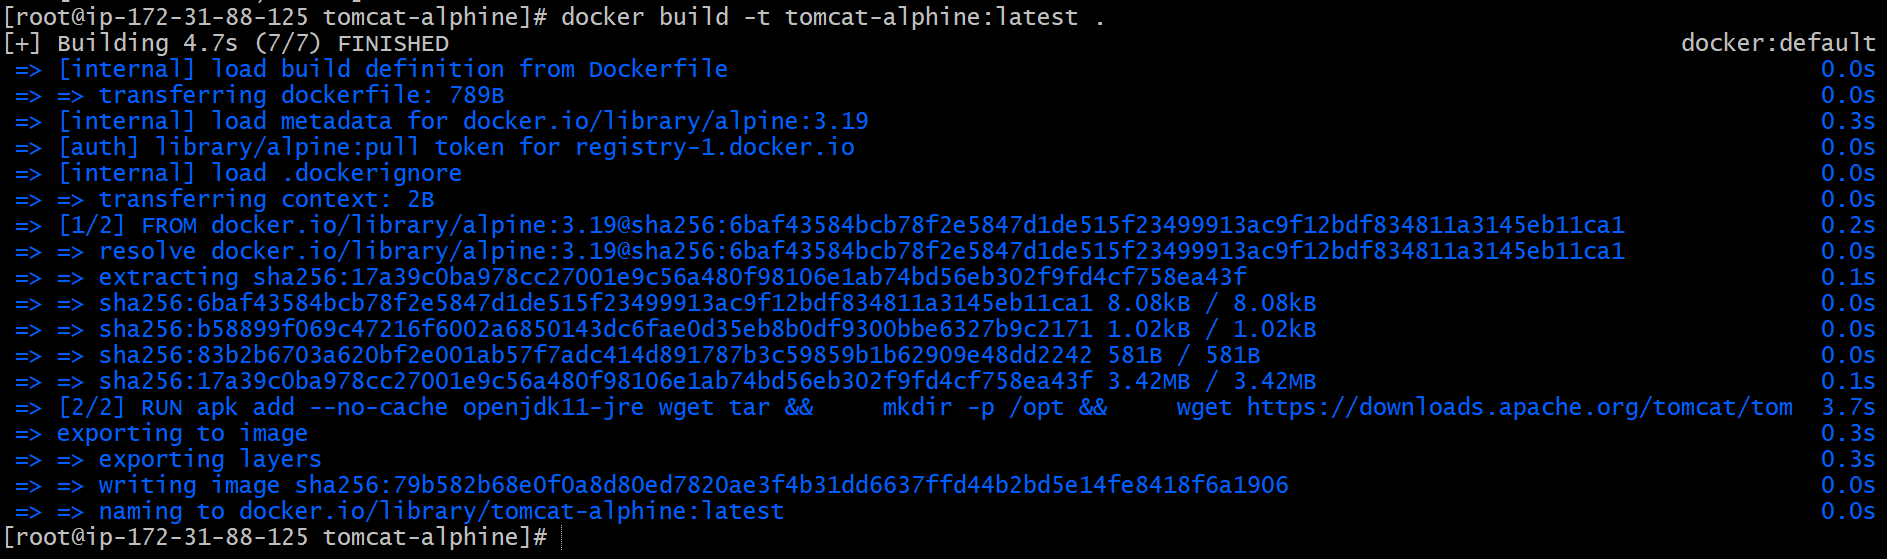 [root@ip-172-31-88-125 tomcat-alphine]# docker build -t tomcat-alphine:latest .
[+] Building 4.7s (7/7) FINISHED docker:default
=> [internal] load build definition from Dockerfile 0.0s
=> => transferring dockerfile: 789B 0.0s
=> [internal] load metadata for docker.io/library/alpine:3.19 0.3s
=> [auth] library/alpine:pull token for registry-1.docker.io 0.0s
=> [internal] load .dockerignore 0.0s
=> => transferring context: 2B 0.0s
=> [1/2] FROM docker.io/library/alpine:3.19@sha256:6baf43584bcb78f2e5847d1de515f23499913ac9f12bdf834811a3145eb11ca1 0.2s
=> => resolve docker.io/library/alpine:3.19@sha256:6baf43584bcb78f2e5847d1de515f23499913ac9f12bdf834811a3145eb11ca1 0.0s
=> => extracting sha256:17a39c0ba978cc27001e9c56a480f98106e1ab74bd56eb302f9fd4cf758ea43f 0.1s
=> => sha256:6baf43584bcb78f2e5847d1de515f23499913ac9f12bdf834811a3145eb11ca1 8.08kB / 8.08kB 0.0s
=> => sha256:b58899f069c47216f6002a6850143dc6fae0d35eb8b0df9300bbe6327b9c2171 1.02kB / 1.02kB 0.0s
=> => sha256:83b2b6703a620bf2e001ab57f7adc414d891787b3c59859b1b62909e48dd2242 581B / 581B 0.0s
=> => sha256:17a39c0ba978cc27001e9c56a480f98106e1ab74bd56eb302f9fd4cf758ea43f 3.42MB / 3.42MB 0.1s
=> [2/2] RUN apk add --no-cache openjdk11-jre wget tar && mkdir -p /opt && wget https://downloads.apache.org/tomcat/tom 3.7s
=> exporting to image 0.3s
=> => exporting layers 0.3s
=> => writing image sha256:79b582b68e0f0a8d80ed7820ae3f4b31dd6637ffd44b2bd5e14fe8418f6a1906 0.0s
=> => naming to docker.io/library/tomcat-alphine:latest 0.0s
[root@ip-172-31-88-125 tomcat-alphine]#